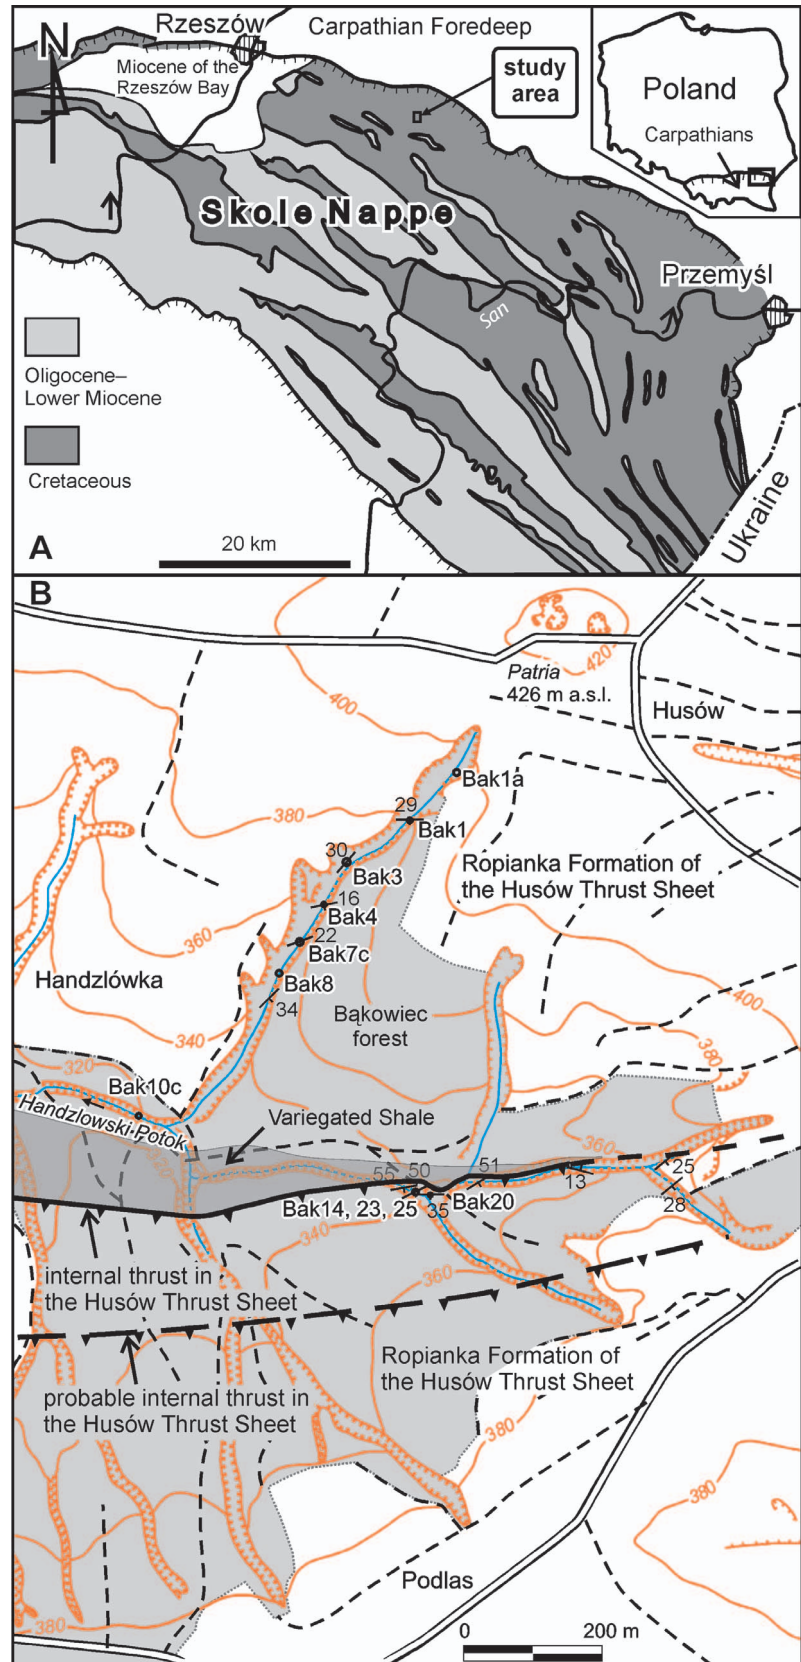 N
Rzeszów
Carpathian Foredeep
Miocene of the
Rzeszów Bay
study
area
Poland
Carpathians
Skole Nappe
San
Przemyśl
Oligocene–
Lower Miocene
Cretaceous
Ukraine
A
20 km
B
Patria
426 m a.s.l.
420
400
Husów
Bak1a
380
29
Bak1
30
Bak3
Ropianka Formation of
the Husów Thrust Sheet
16
Bak4
22
Bak7c
360
Handzlówka
Bak8
34
Bąkowiec
forest
400
340
380
320
320
Bak10c
Handzlowski Potok
Variegated Shale
360
55
50
51
13
25
28
Bak14, 23, 25
35
Bak20
340
internal thrust in
the Husów Thrust Sheet
360
probable internal thrust in
the Husów Thrust Sheet
Ropianka Formation of
the Husów Thrust Sheet
380
380
Podlas
380
0
200 m